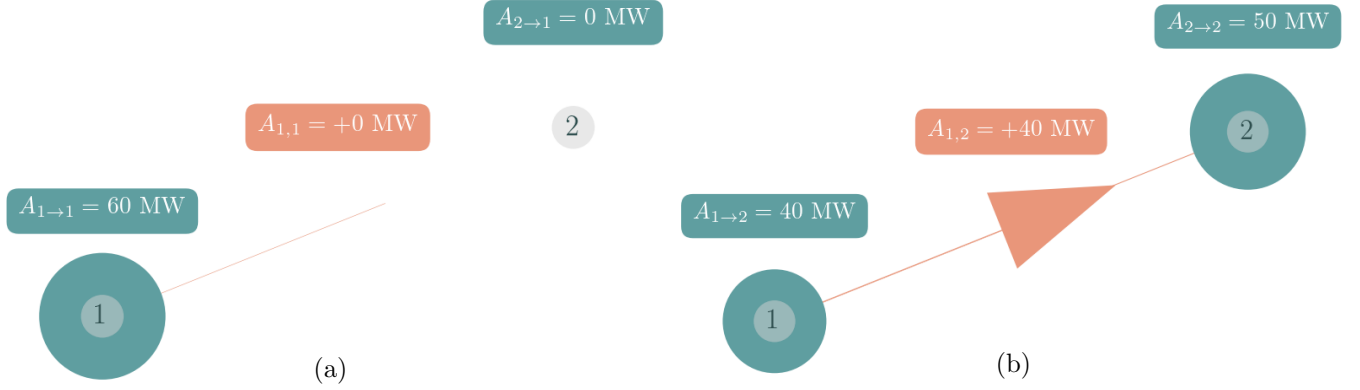 A_{2→1} = 0 MW
A_{1,1} = +0 MW
2
A_{1→1} = 60 MW
1
(a)
A_{2→2} = 50 MW
A_{1,2} = +40 MW
2
A_{1→2} = 40 MW
1
(b)